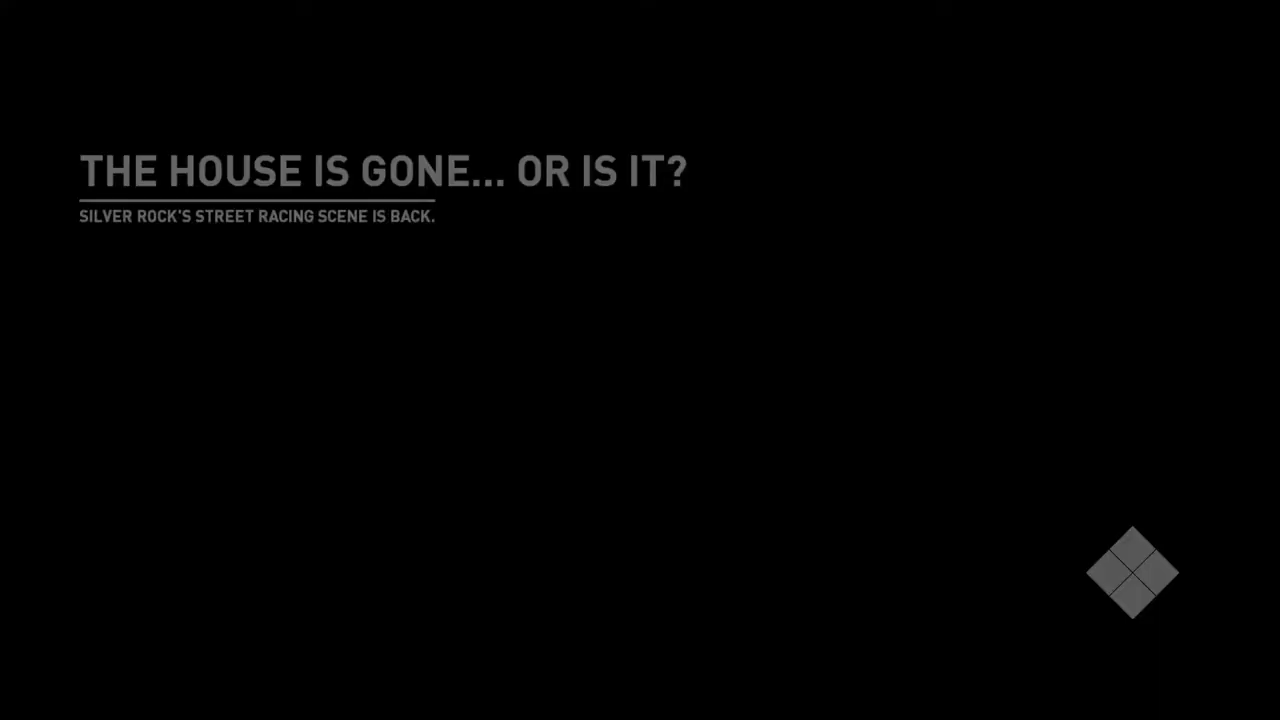 THE HOUSE IS GONE... OR IS IT?
SILVER ROCK'S STREET RACING SCENE IS BACK.